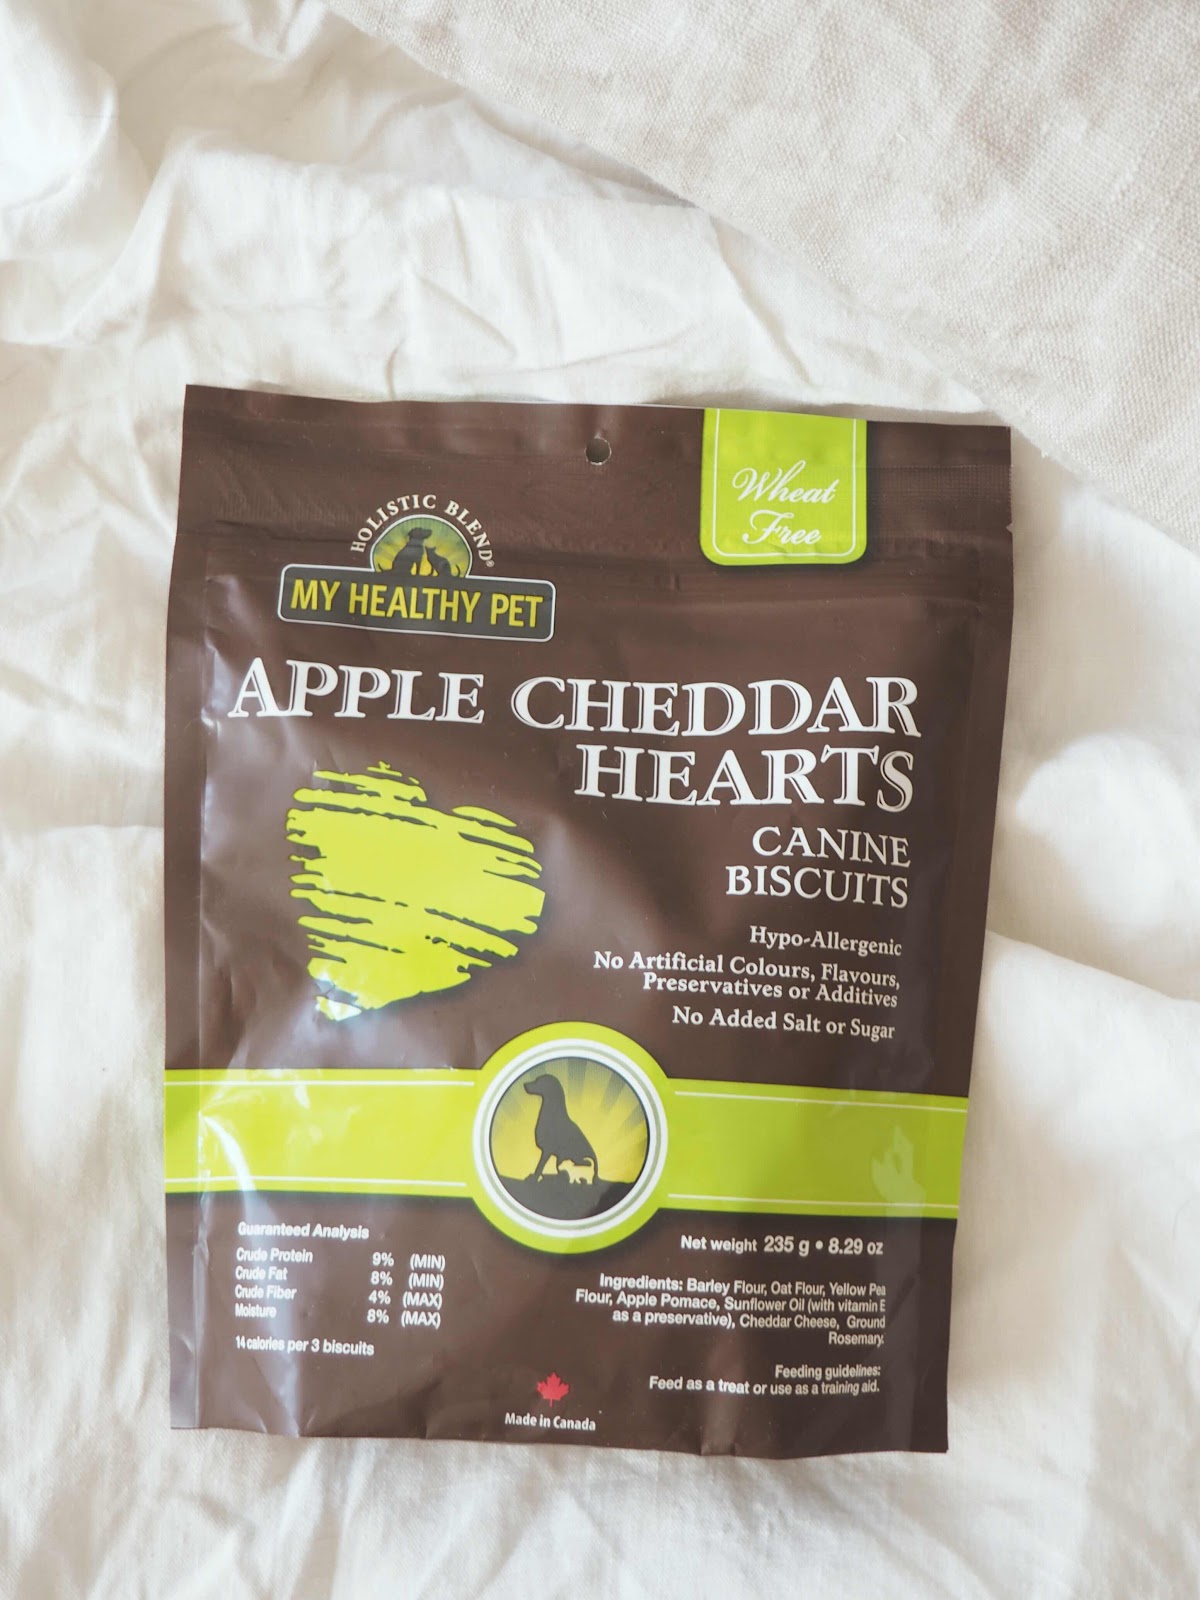 Wheat
Free
HOLISTIC BLEND®
MY HEALTHY PET
APPLE CHEDDAR
HEARTS
CANINE
BISCUITS
Hypo-Allergenic
No Artificial Colours, Flavours,
Preservatives or Additives
No Added Salt or Sugar
Guaranteed Analysis
Crude Protein 9% (MIN)
Crude Fat 8% (MIN)
Crude Fiber 4% (MAX)
Moisture 8% (MAX)
14 calories per 3 biscuits
Net weight 235 g • 8.29 oz
Ingredients: Barley Flour, Oat Flour, Yellow Pea
Flour, Apple Pomace, Sunflower Oil (with vitamin E
as a preservative), Cheddar Cheese, Ground
Rosemary.
Feeding guidelines:
Feed as a treat or use as a training aid.
Made in Canada